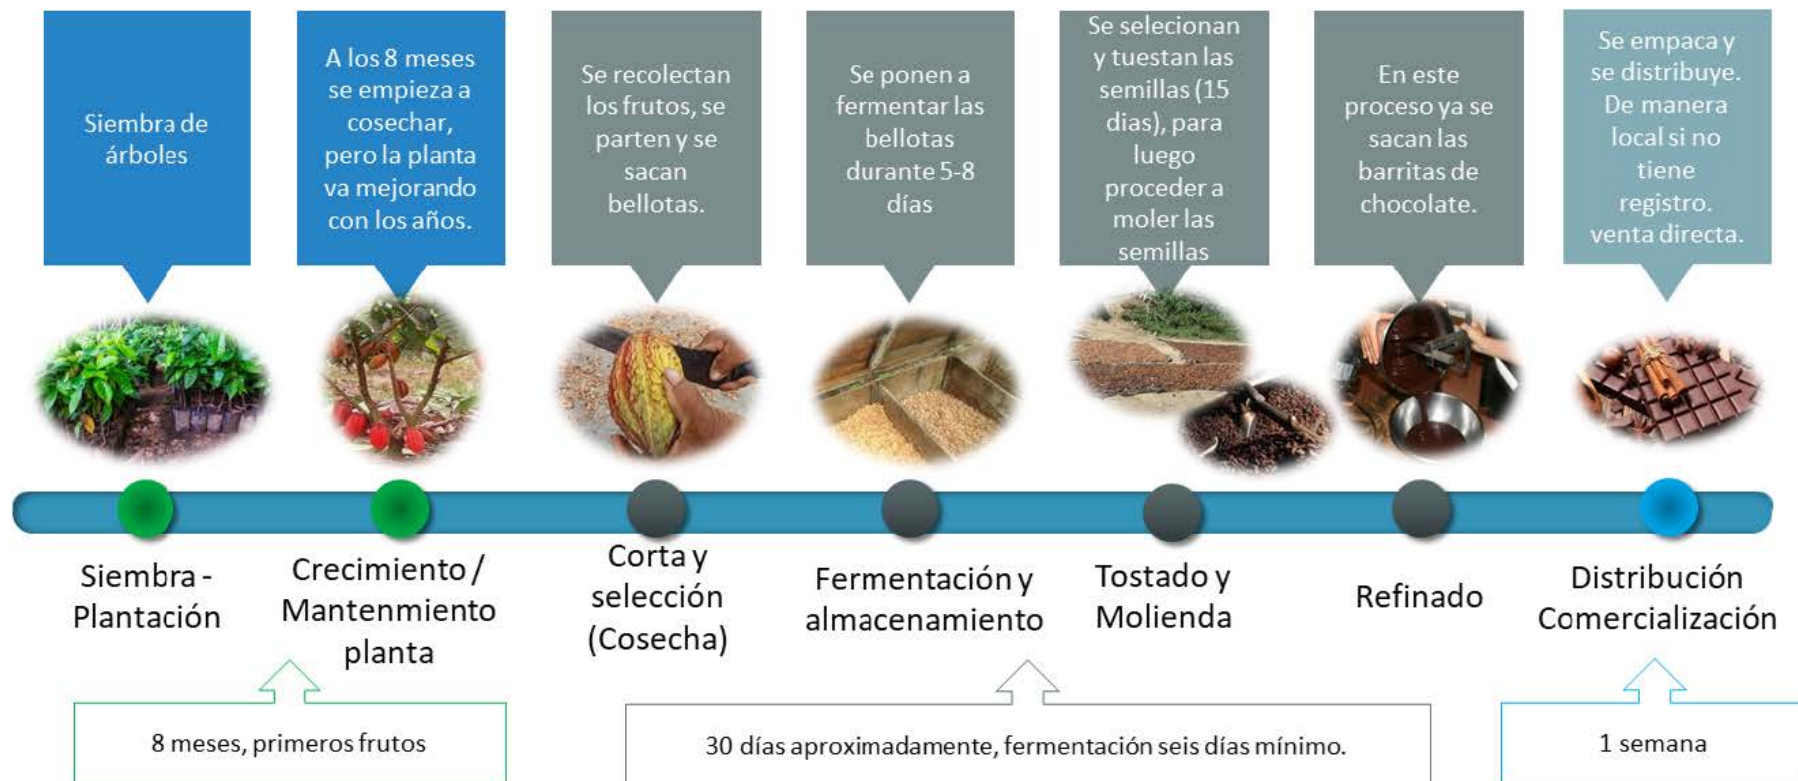 Siembra de
árboles
A los 8 meses
se empieza a
cosechar,
pero la planta
va mejorando
con los años.
Se recolectan
los frutos, se
parten y se
sacan
bellotas.
Se ponen a
fermentar las
bellotas
durante 5-8
días
Se selecionan
y tuestan las
semillas (15
dias), para
luego
proceder a
moler las
semillas
En este
proceso ya se
sacan las
barritas de
chocolate.
Se empaca y
se distribuye.
De manera
local si no
tiene
registro.
venta directa.
Siembra -
Plantación
Crecimiento /
Mantenmiento
planta
Corta y
selección
(Cosecha)
Fermentación y
almacenamiento
Tostado y
Molienda
Refinado
Distribución
Comercialización
8 meses, primeros frutos
30 días aproximadamente, fermentación seis días mínimo.
1 semana